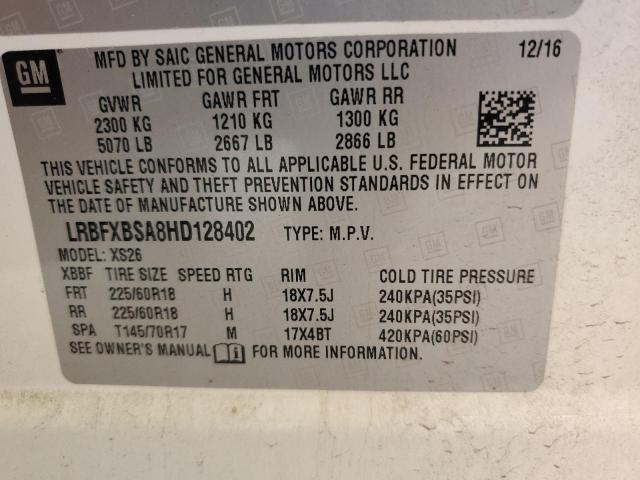 GM
MFD BY SAIC GENERAL MOTORS CORPORATION 12/16
LIMITED FOR GENERAL MOTORS LLC
GVWR GAWR FRT GAWR RR
2300 KG 1210 KG 1300 KG
5070 LB 2667 LB 2866 LB
THIS VEHICLE CONFORMS TO ALL APPLICABLE U.S. FEDERAL MOTOR
VEHICLE SAFETY AND THEFT PREVENTION STANDARDS IN EFFECT ON
THE DATE OF MANUFACTURE SHOWN ABOVE.
LRBFXBSA8HD128402 TYPE: M.P.V.
MODEL: XS26
XBBF TIRE SIZE SPEED RTG RIM COLD TIRE PRESSURE
FRT 225/60R18 H 18X7.5J 240KPA(35PSI)
RR 225/60R18 H 18X7.5J 240KPA(35PSI)
SPA T145/70R17 M 17X4BT 420KPA(60PSI)
SEE OWNER'S MANUAL i FOR MORE INFORMATION.